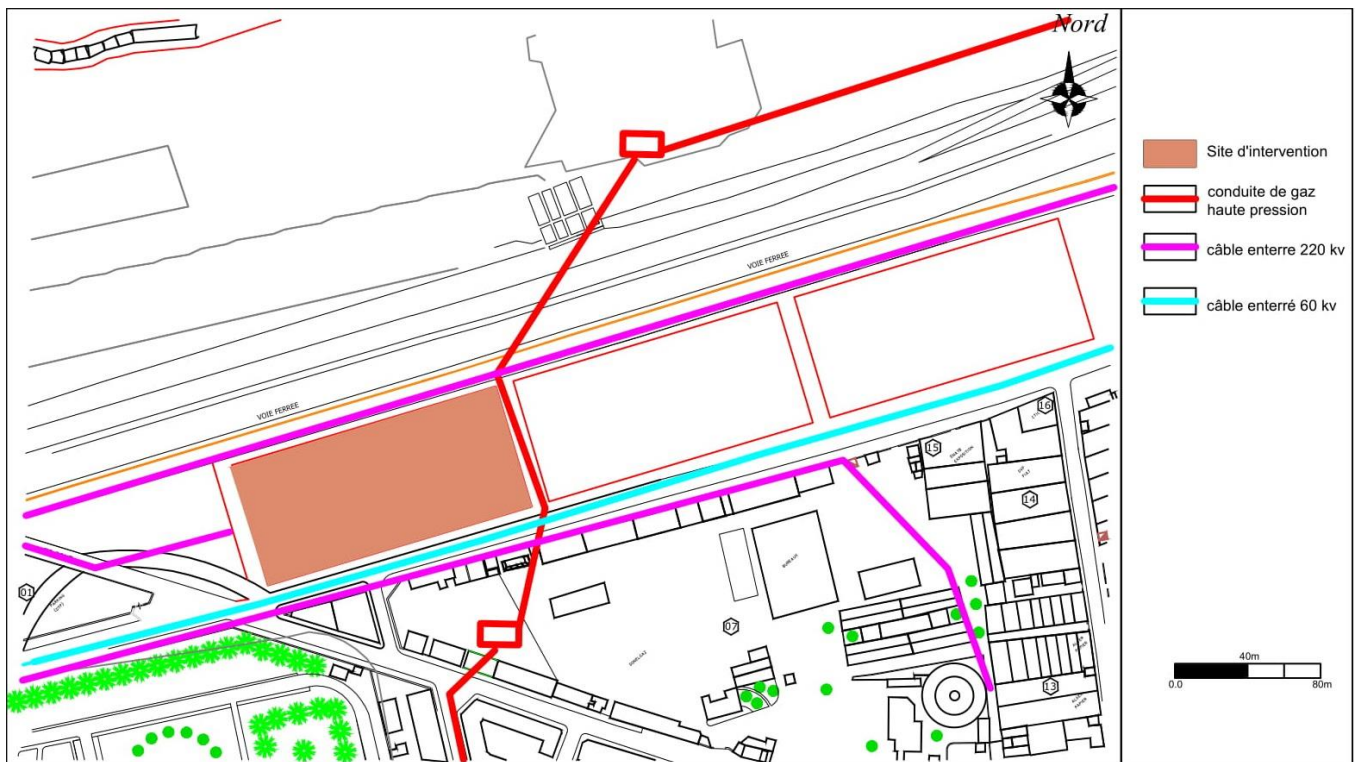 Nord
VOIE FERREE
VOIE FERREE
16
15
14
01
07
13
BUREAUX
Site d'intervention
conduite de gaz
haute pression
câble enterre 220 kv
câble enterré 60 kv
40m
0.0
80m